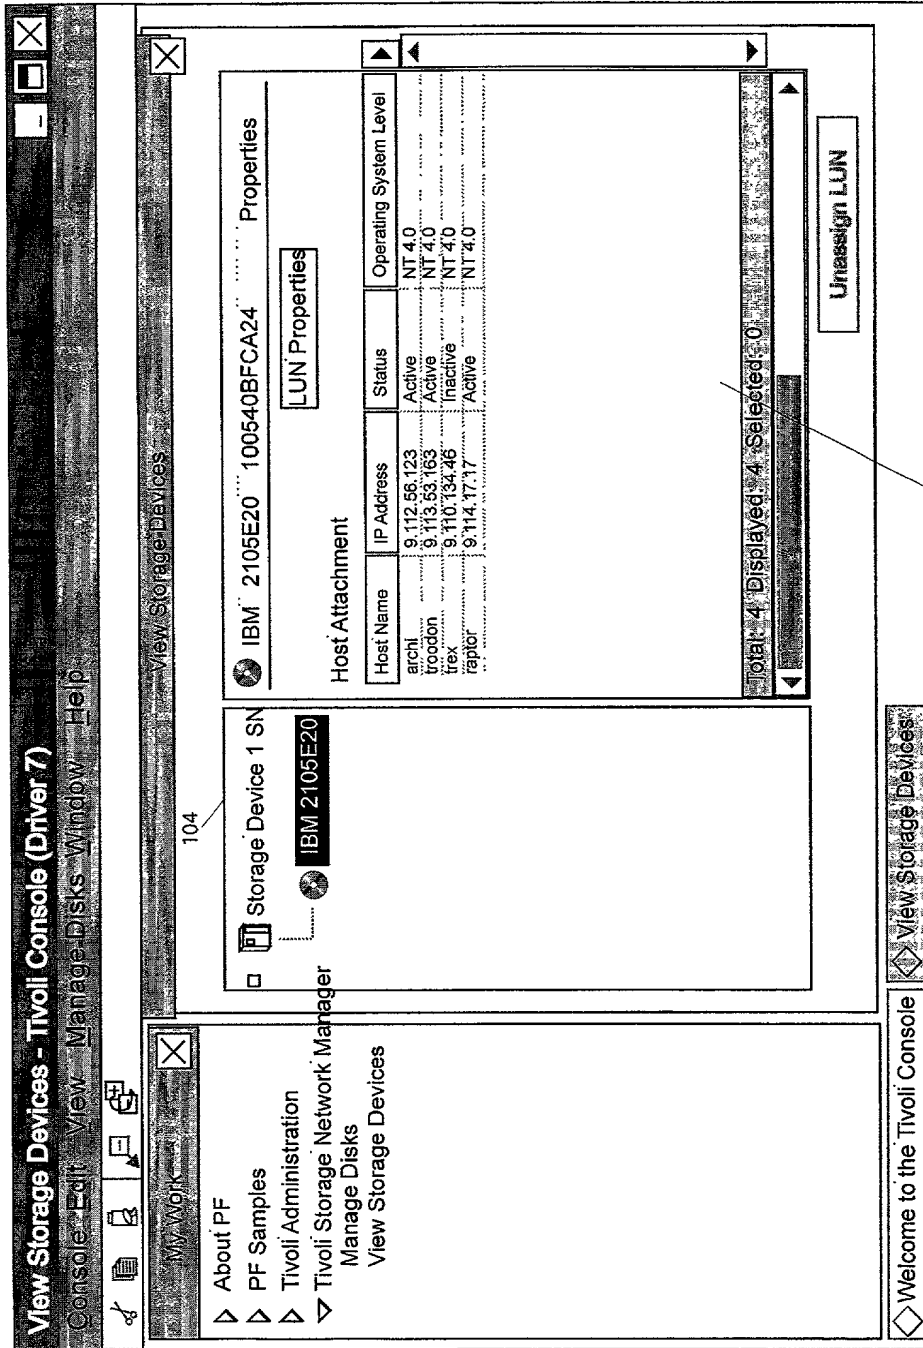 View Storage Devices - Tivoli Console (Driver 7)
Console Edit View Manage Disks Window Help
My Work
About PF
PF Samples
Tivoli Administration
Tivoli Storage Network Manager
Manage Disks
View Storage Devices
View Storage Devices
104
Storage Device 1 SN
IBM 2105E20
IBM 2105E20 100540BFCA24 Properties
LUN Properties
Host Attachment
Host Name IP Address Status Operating System Level
archi 9.112.56.123 Active NT 4.0
troodon 9.113.53.163 Active NT 4.0
trex 9.110.134.46 Inactive NT 4.0
raptor 9.114.17.17 Active NT 4.0
Total: 4 Displayed: 4 Selected: 0
Unassign LUN
Welcome to the Tivoli Console
View Storage Devices